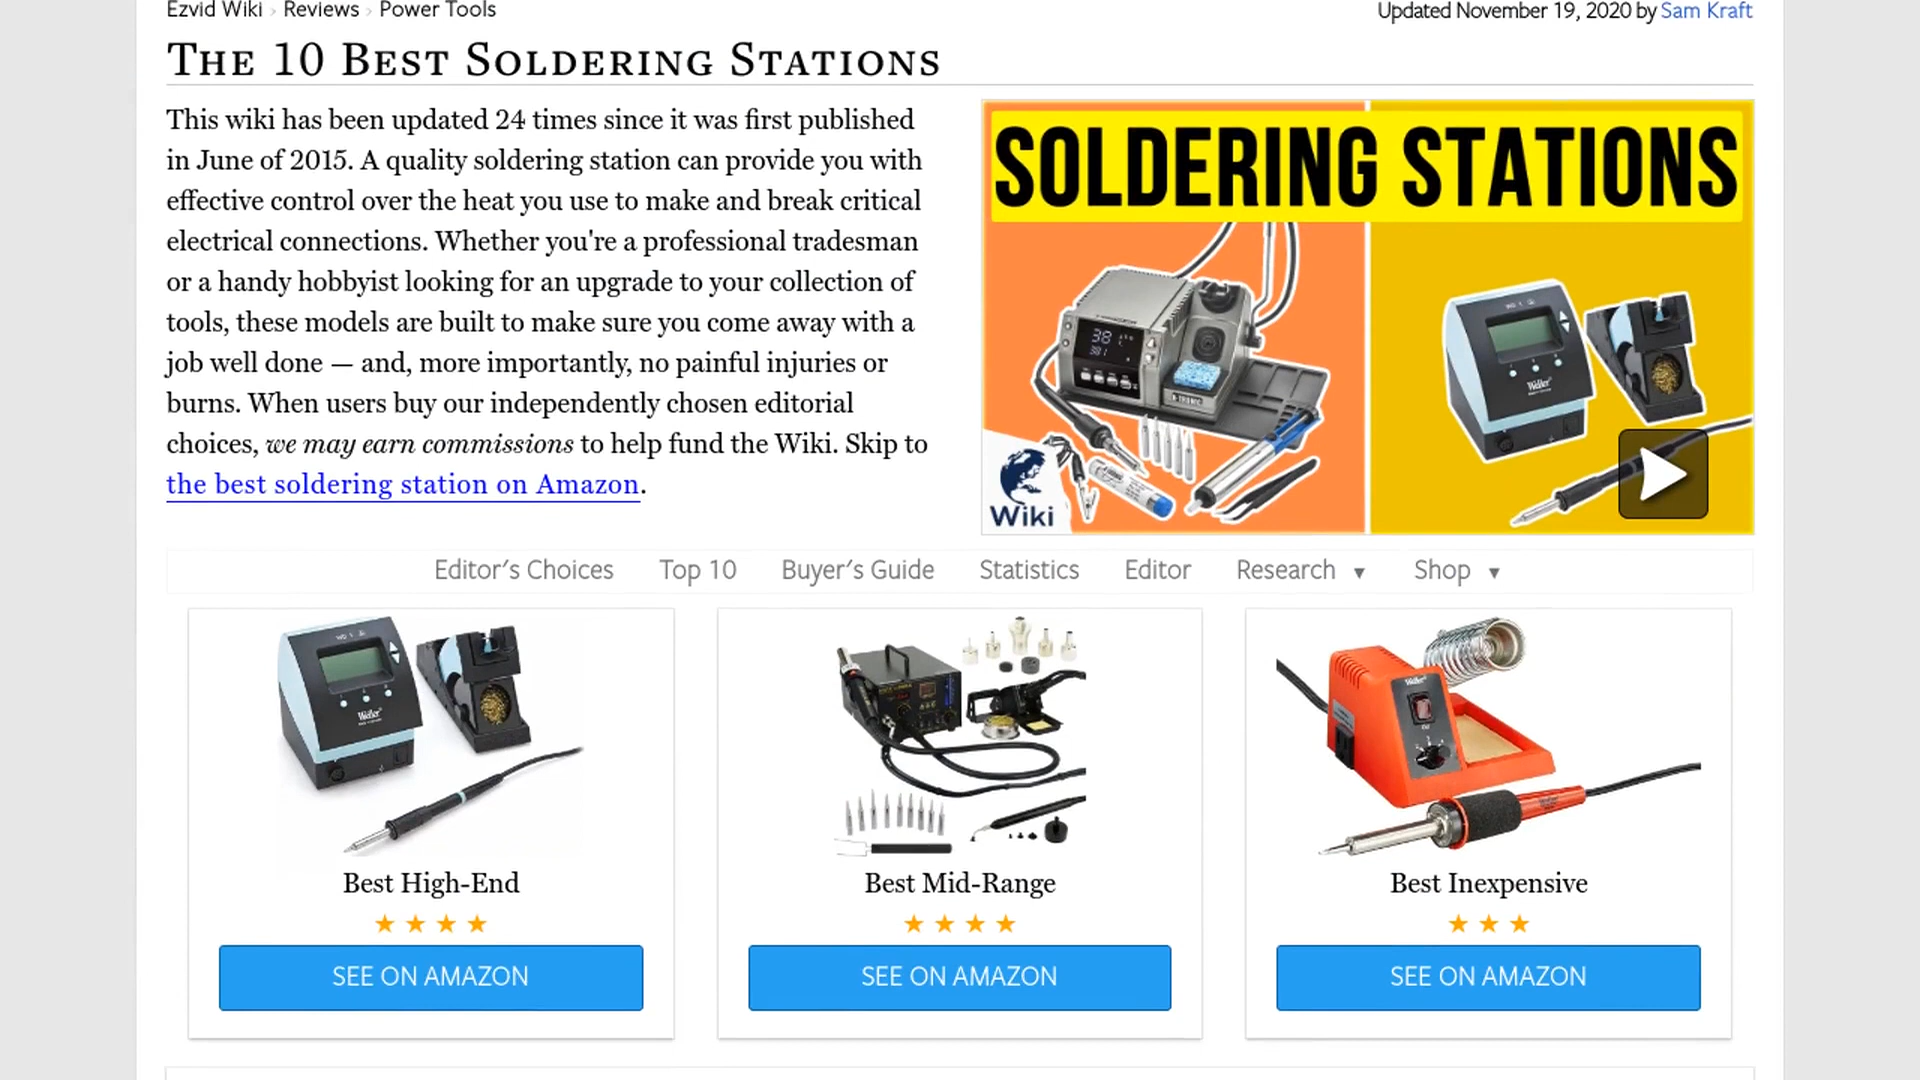 Ezvid Wiki › Reviews › Power Tools
Updated November 19, 2020 by Sam Kraft
The 10 Best Soldering Stations
This wiki has been updated 24 times since it was first published
in June of 2015. A quality soldering station can provide you with
effective control over the heat you use to make and break critical
electrical connections. Whether you're a professional tradesman
or a handy hobbyist looking for an upgrade to your collection of
tools, these models are built to make sure you come away with a
job well done — and, more importantly, no painful injuries or
burns. When users buy our independently chosen editorial
choices, we may earn commissions to help fund the Wiki. Skip to
the best soldering station on Amazon.
SOLDERING STATIONS
Weller
Wiki
Editor's Choices Top 10 Buyer's Guide Statistics Editor Research ▼ Shop ▼
Weller
Weller
Best High-End
Best Mid-Range
Best Inexpensive
SEE ON AMAZON
SEE ON AMAZON
SEE ON AMAZON